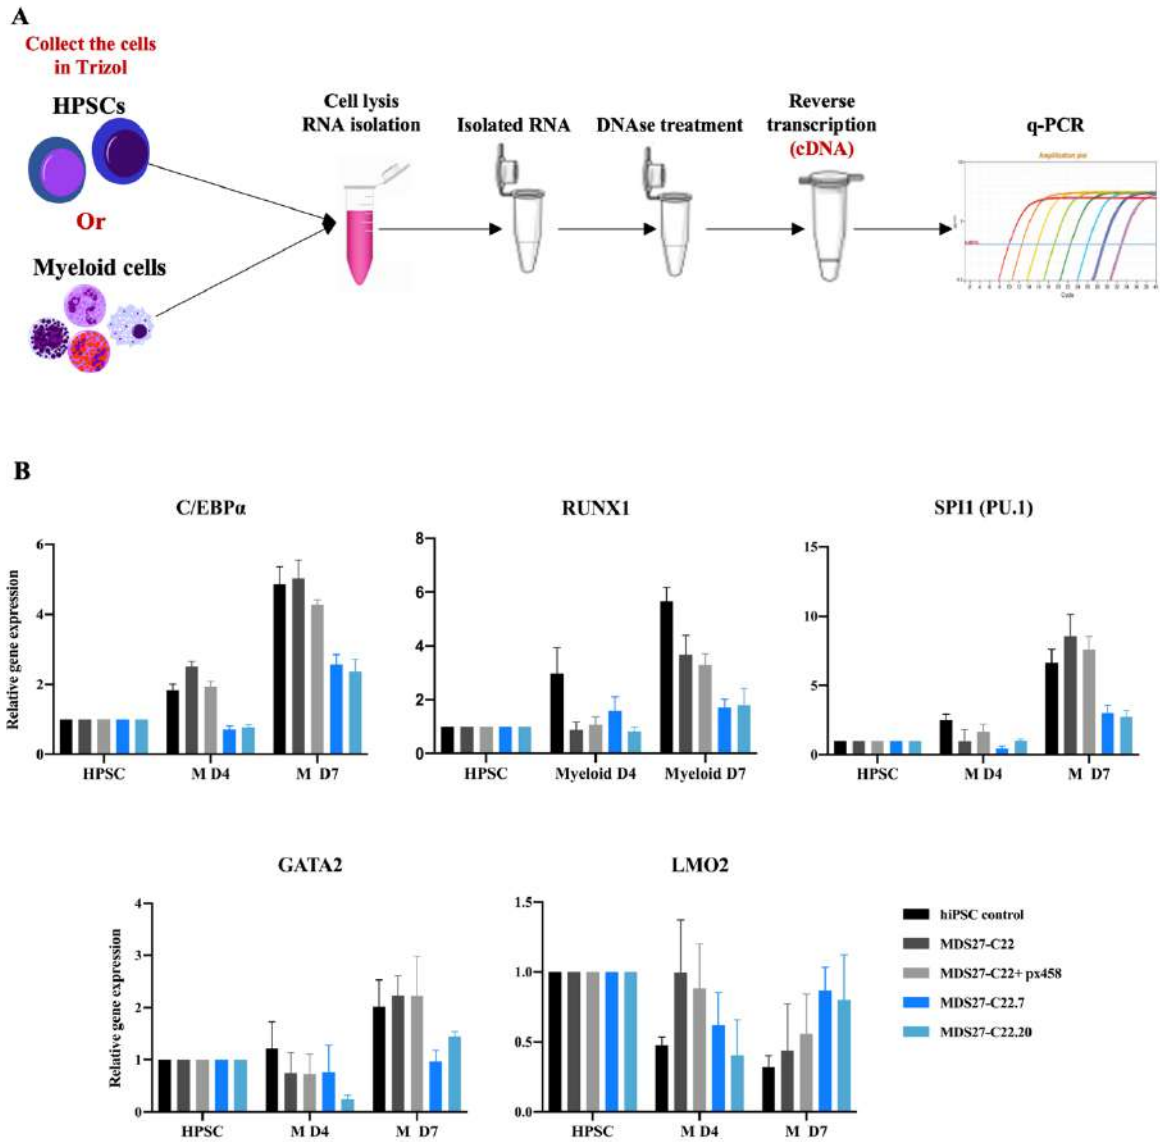 A
Collect the cells
in Trizol
HPSCs
Or
Myeloid cells
Cell lysis
RNA isolation
Isolated RNA
DNAse treatment
Reverse
transcription
(cDNA)
q-PCR
Amplification plot
Cycle
B
C/EBPα
Relative gene expression
6
4
2
0
HPSC
M D4
M D7
RUNX1
8
6
4
2
0
HPSC
Myeloid D4
Myeloid D7
SPI1 (PU.1)
15
10
5
0
HPSC
M D4
M D7
GATA2
Relative gene expression
4
3
2
1
0
HPSC
M D4
M D7
LMO2
1.5
1.0
0.5
0.0
HPSC
M D4
M D7
hiPSC control
MDS27-C22
MDS27-C22+ px458
MDS27-C22.7
MDS27-C22.20